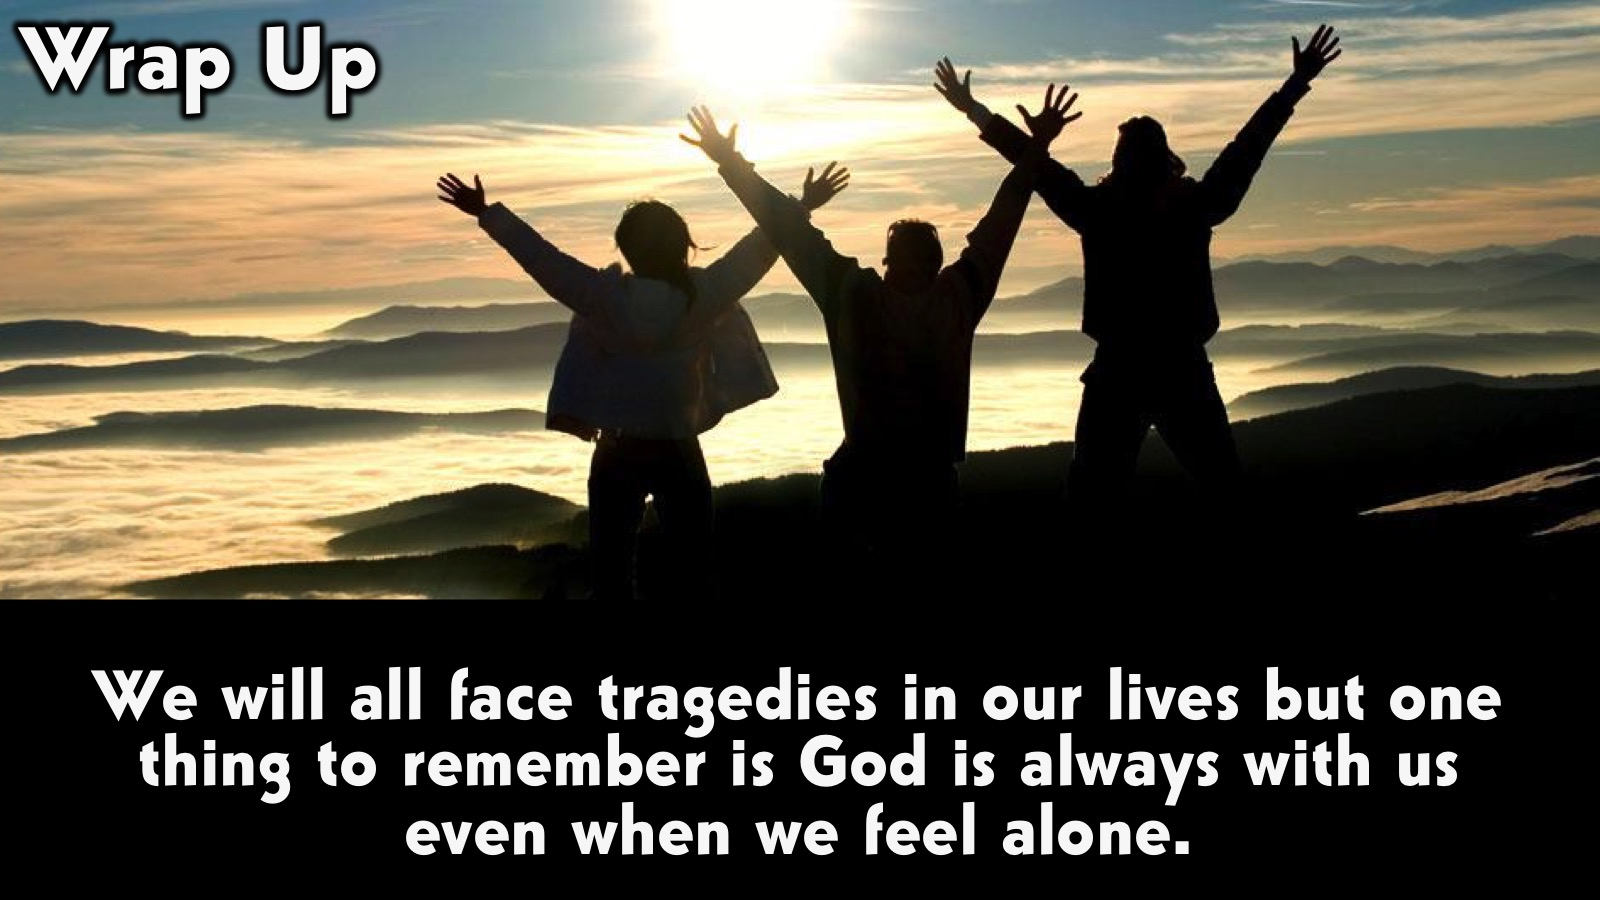 Wrap Up
We will all face tragedies in our lives but one
thing to remember is God is always with us
even when we feel alone.